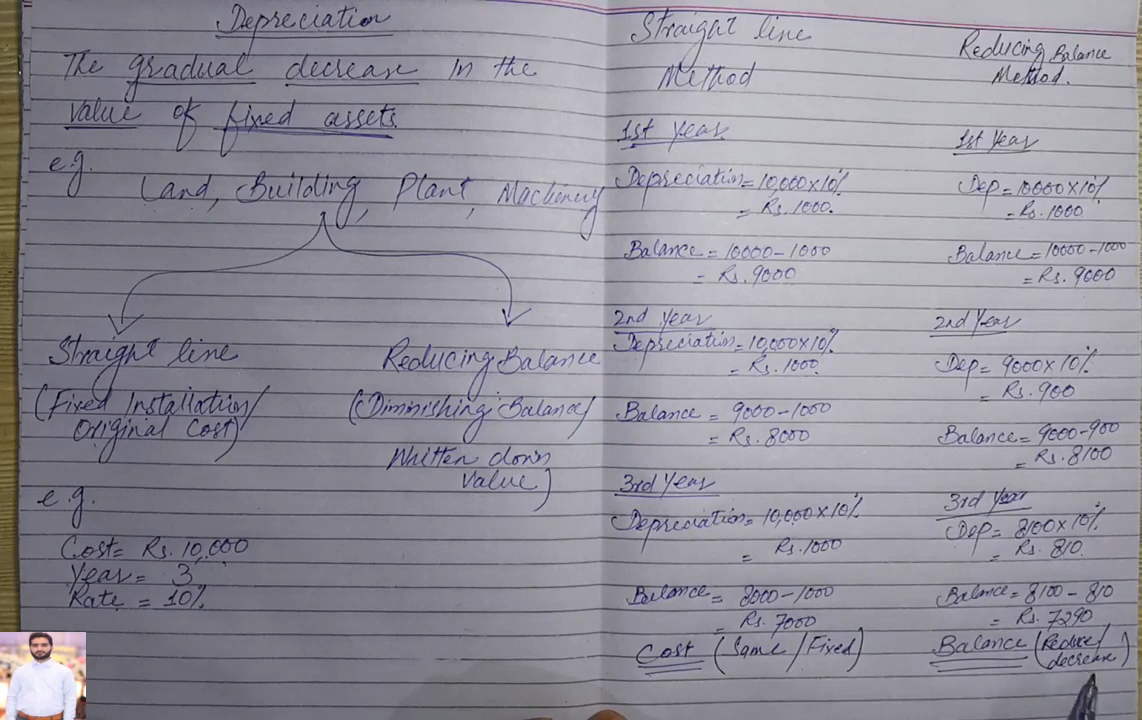 Depreciation
The gradual decrease in the
value of fixed assets.
e.g.
Land, Building, Plant, Machinery
Straight line
(Fixed Installation/
Original Cost)
Reducing Balance
(Diminishing Balance/
Written down
value)
e.g.
Cost = Rs. 10,000
Year = 3
Rate = 10%
Straight line
Method
1st year
Depreciation = 10,000×10%
= Rs. 1000.
Balance = 10000-1000
= Rs. 9000
2nd year
Depreciation = 10,000×10%
= Rs. 1000.
Balance = 9000-1000
= Rs. 8000
3rd year
Depreciation = 10,000×10%
= Rs. 1000
Balance = 8000-1000
= Rs. 7000
Cost (Same/Fixed)
Reducing Balance
Method.
1st Year
Dep = 10000×10%
= Rs. 1000
Balance = 10000-1000
= Rs. 9000
2nd Year
Dep = 9000×10%
= Rs. 900
Balance = 9000-900
= Rs. 8100
3rd Year
Dep = 8100×10%
= Rs. 810.
Balance = 8100-810
= Rs. 7290
Balance (Reduce/
decrease)